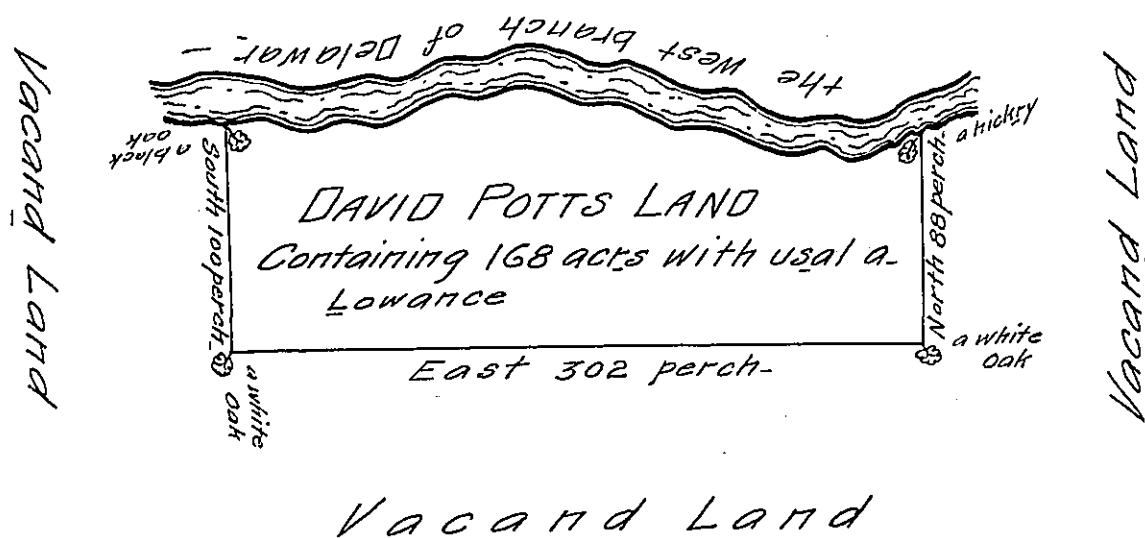 the West branch of Delawar -
Vacand Land
a black
oak
South 100 perch-
a hickry
North 88 perch-
Vacand Land
DAVID POTTS LAND
Containing 168 acrs with usal a-
Lowance
a white
Oak
East 302 perch-
a white
Oak
Vacand Land